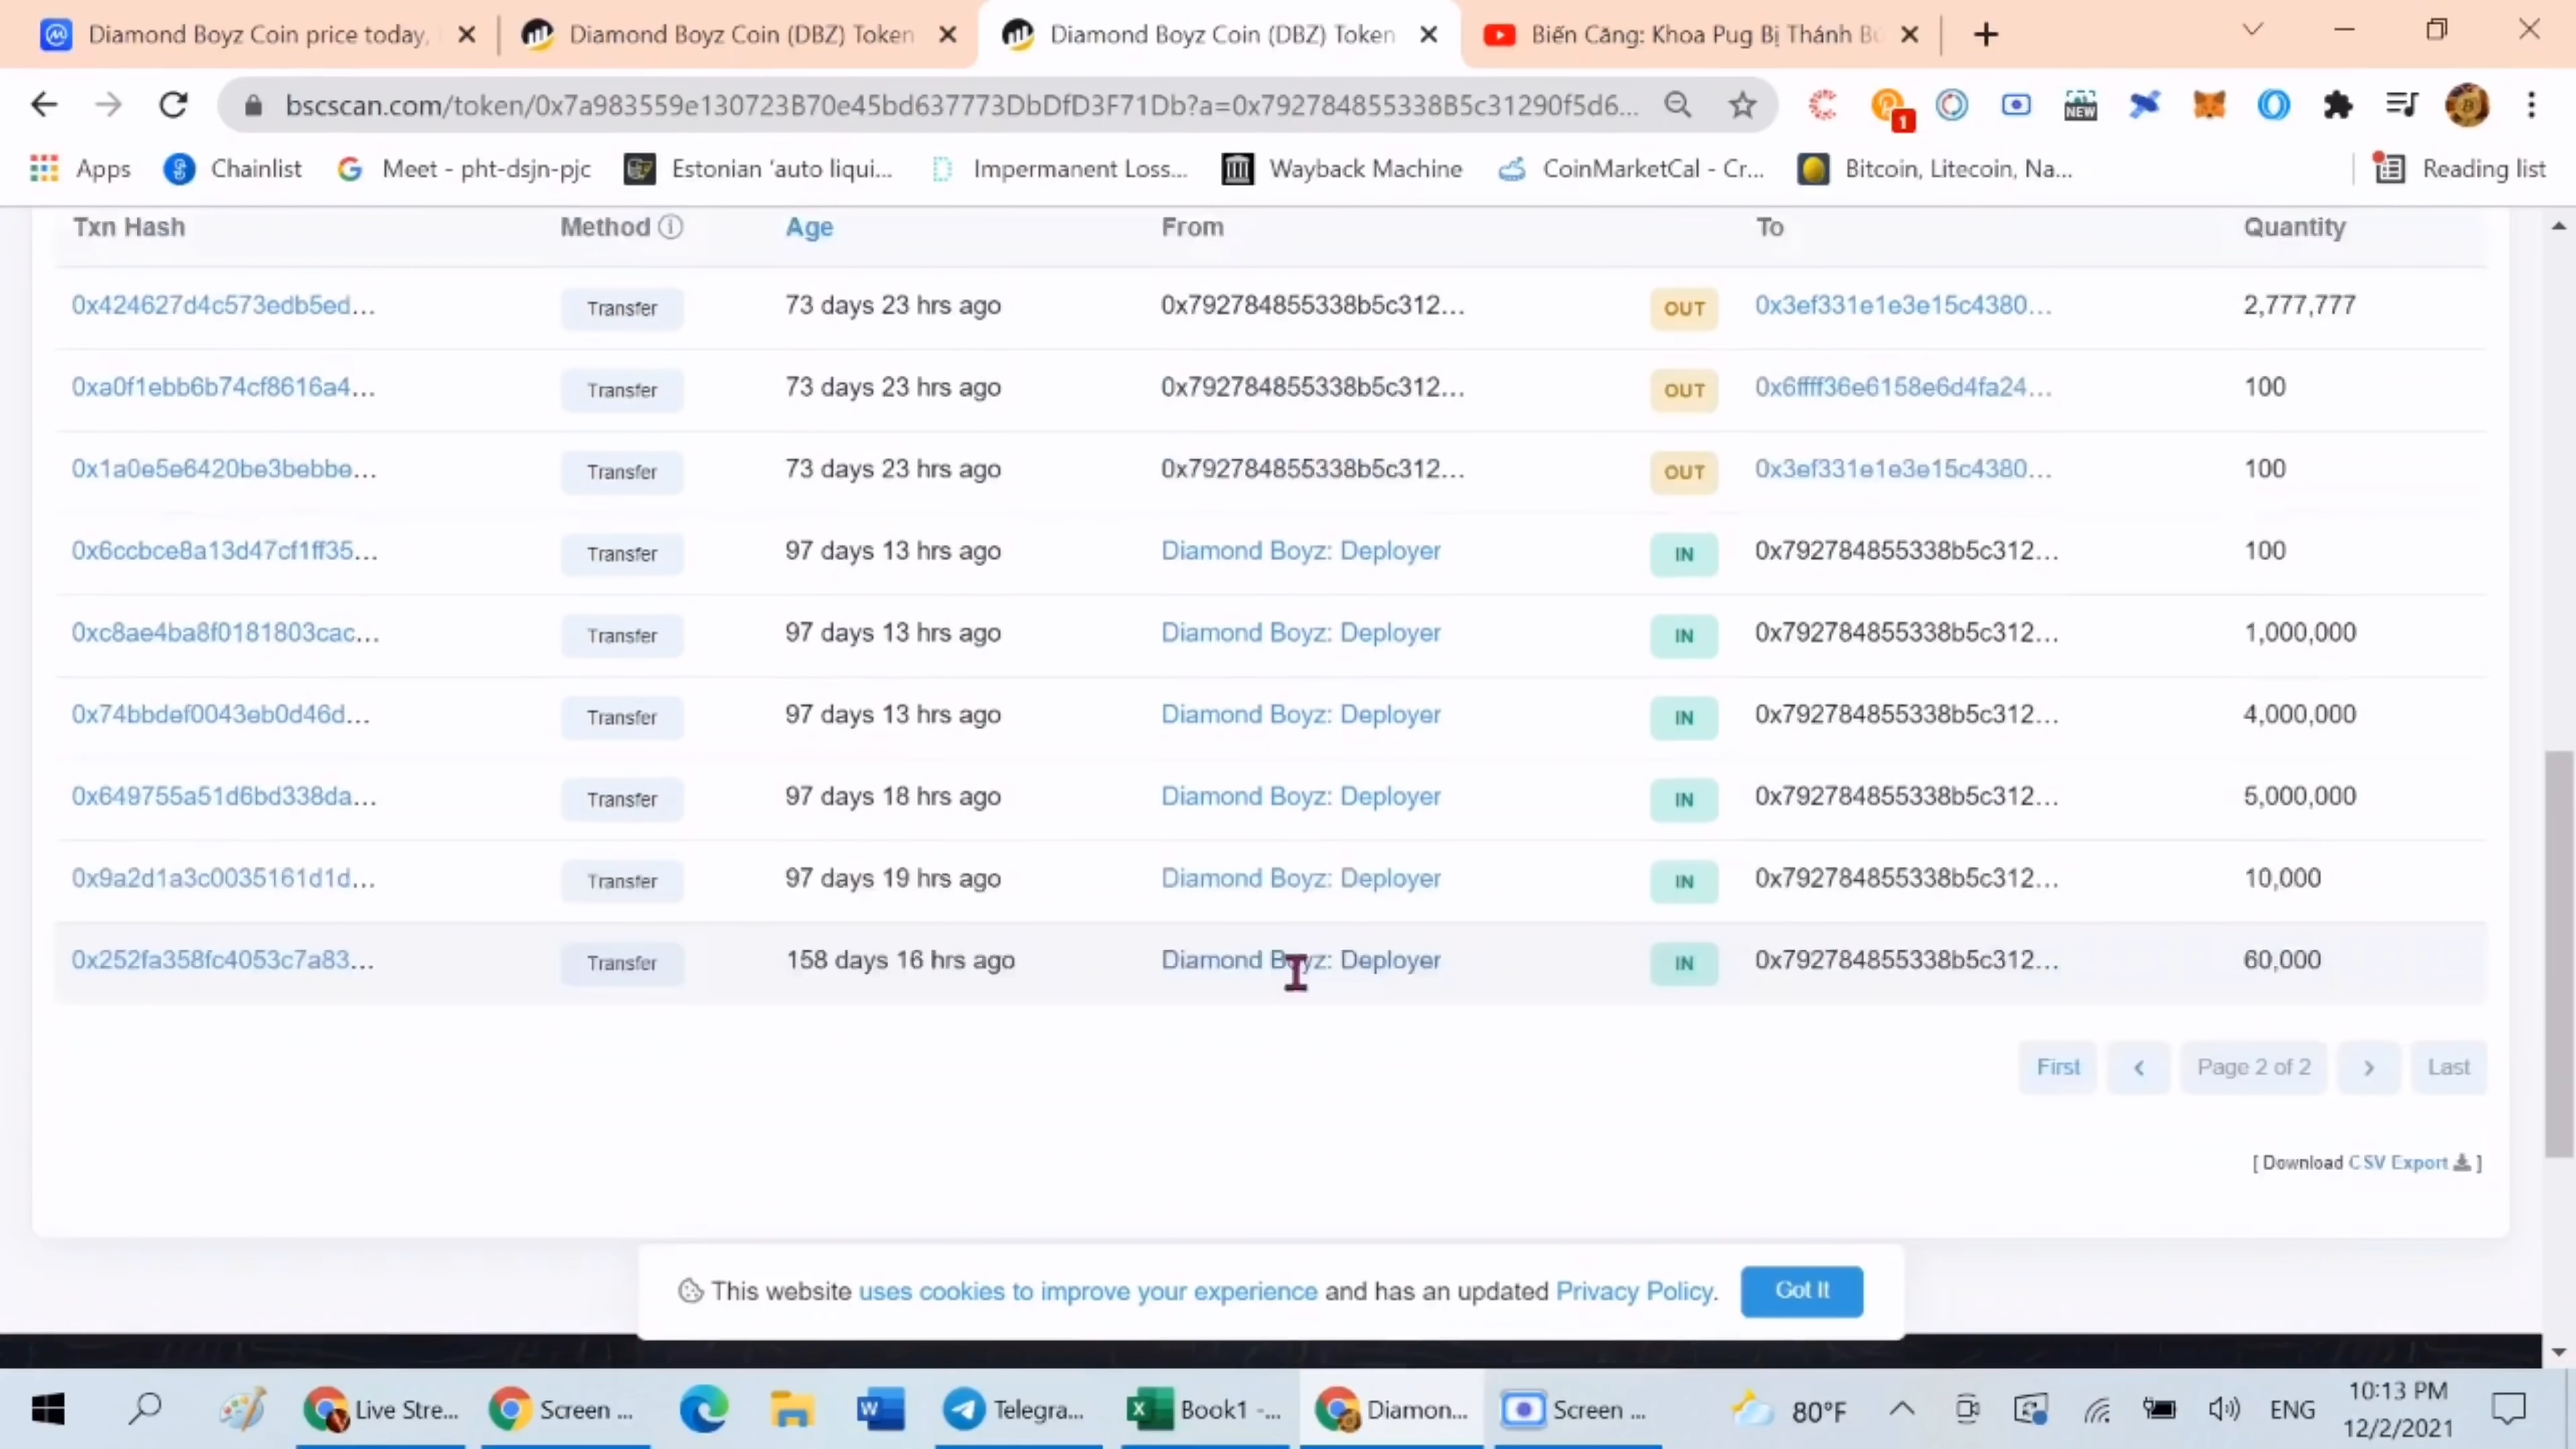 Diamond Boyz Coin price today,
Diamond Boyz Coin (DBZ) Token
Diamond Boyz Coin (DBZ) Token
Biến Căng: Khoa Pug Bị Thánh
bscscan.com/token/0x7a983559e130723B70e45bd637773DbDfD3F71Db?a=0x792784855338B5c31290f5d6...
1
NEW
Apps
Chainlist
Meet - pht-dsjn-pjc
Estonian ‘auto liqui...
Impermanent Loss...
Wayback Machine
CoinMarketCal - Cr...
Bitcoin, Litecoin, Na...
Reading list
Txn Hash Method Age From To Quantity
0x424627d4c573edb5ed... Transfer 73 days 23 hrs ago 0x792784855338b5c312... OUT 0x3ef331e1e3e15c4380... 2,777,777
0xa0f1ebb6b74cf8616a4... Transfer 73 days 23 hrs ago 0x792784855338b5c312... OUT 0x6ffff36e6158e6d4fa24... 100
0x1a0e5e6420be3bebbe... Transfer 73 days 23 hrs ago 0x792784855338b5c312... OUT 0x3ef331e1e3e15c4380... 100
0x6ccbce8a13d47cf1ff35... Transfer 97 days 13 hrs ago Diamond Boyz: Deployer IN 0x792784855338b5c312... 100
0xc8ae4ba8f0181803cac... Transfer 97 days 13 hrs ago Diamond Boyz: Deployer IN 0x792784855338b5c312... 1,000,000
0x74bbdef0043eb0d46d... Transfer 97 days 13 hrs ago Diamond Boyz: Deployer IN 0x792784855338b5c312... 4,000,000
0x649755a51d6bd338da... Transfer 97 days 18 hrs ago Diamond Boyz: Deployer IN 0x792784855338b5c312... 5,000,000
0x9a2d1a3c0035161d1d... Transfer 97 days 19 hrs ago Diamond Boyz: Deployer IN 0x792784855338b5c312... 10,000
0x252fa358fc4053c7a83... Transfer 158 days 16 hrs ago Diamond Boyz: Deployer IN 0x792784855338b5c312... 60,000
First
Page 2 of 2
Last
[ Download CSV Export ]
This website uses cookies to improve your experience and has an updated Privacy Policy.
Got It
Live Stre...
Screen ...
Telegra...
Book1 -...
Diamon...
Screen ...
80°F
ENG
10:13 PM
12/2/2021